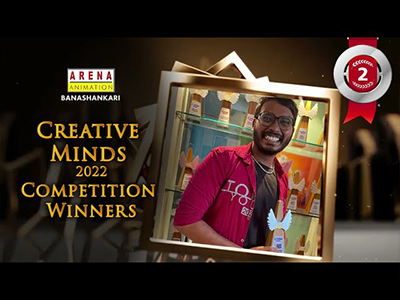 ARENA
ANIMATION
BANASHANKARI
CREATIVE
MINDS
2022
COMPETITION
WINNERS
2